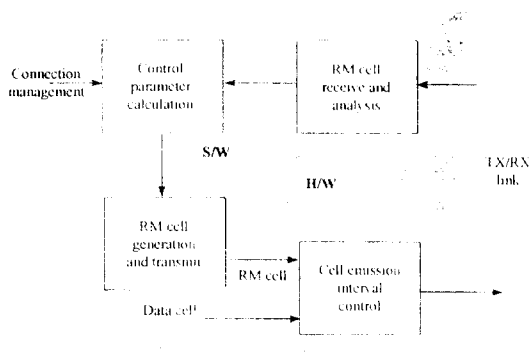 Connection
management
Control
parameter
calculation
RM cell
receive and
analysis
S/W
H/W
TX/RX
link
RM cell
generation
and transmit
RM cell
Data cell
Cell emission
interval
control